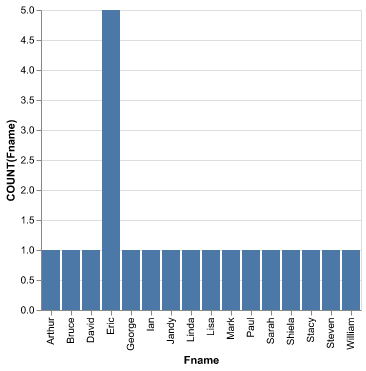 5.0
4.5
4.0
3.5
3.0
2.5
2.0
1.5
1.0
0.5
0.0
COUNT(Fname)
Arthur
Bruce
David
Eric
George
Ian
Jandy
Linda
Lisa
Mark
Paul
Sarah
Shiela
Stacy
Steven
William
Fname